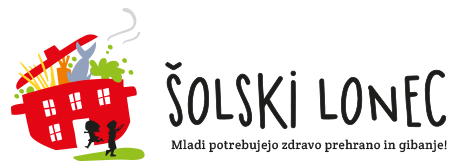 ŠOLSKI LONEC
Mladi potrebujejo zdravo prehrano in gibanje!